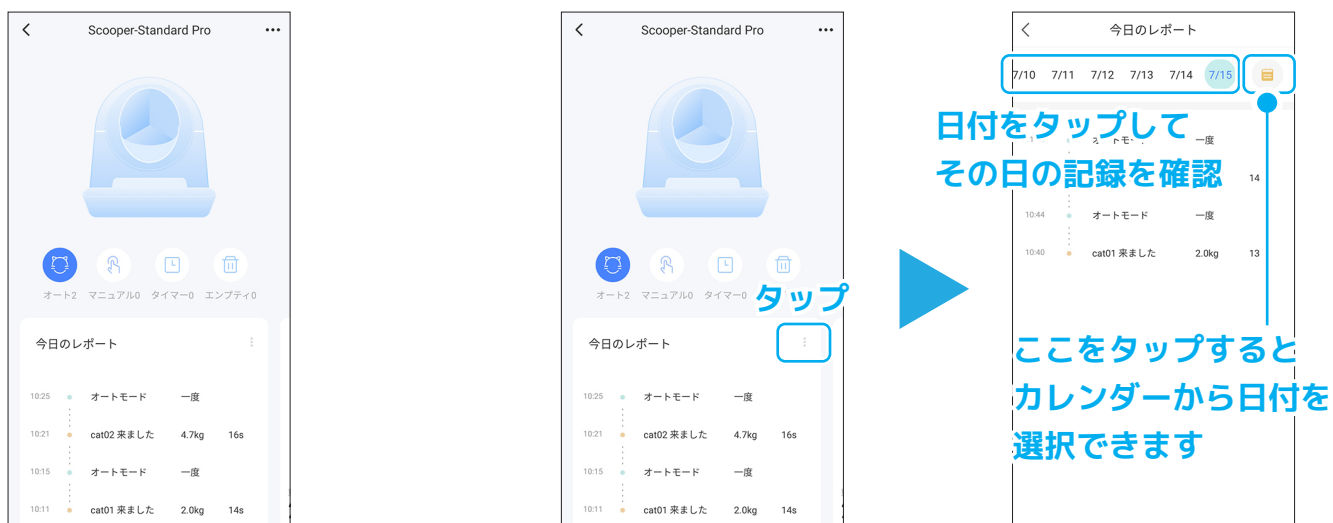 Scooper-Standard Pro
オート2 マニュアル0 タイマー0 エンプティ0
今日のレポート
10:25 オートモード 一度
10:21 cat02 来ました 4.7kg 16s
10:15 オートモード 一度
10:11 cat01 来ました 2.0kg 14s
Scooper-Standard Pro
オート2 マニュアル0 タイマー0
タップ
今日のレポート
10:25 オートモード 一度
10:21 cat02 来ました 4.7kg 16s
10:15 オートモード 一度
10:11 cat01 来ました 2.0kg 14s
今日のレポート
7/10 7/11 7/12 7/13 7/14 7/15
日付をタップして
その日の記録を確認
一度
14
10:44 オートモード 一度
10:40 cat01 来ました 2.0kg 13
ここをタップすると
カレンダーから日付を
選択できます